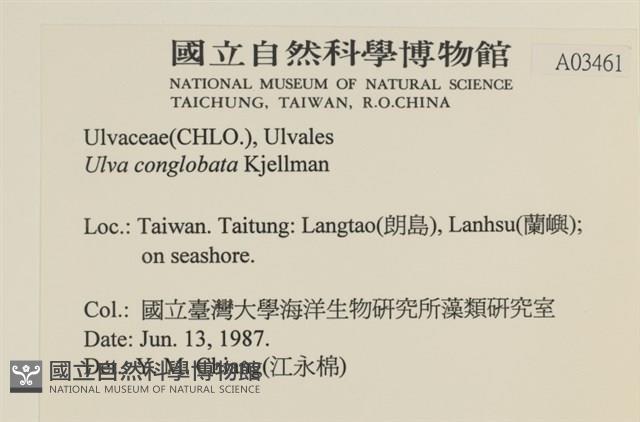 國立自然科學博物館
A03461
NATIONAL MUSEUM OF NATURAL SCIENCE
TAICHUNG, TAIWAN, R.O.CHINA
Ulvaceae(CHLO.), Ulvales
Ulva conglobata Kjellman
Loc.: Taiwan. Taitung: Langtao(朗島), Lanhsu(蘭嶼);
on seashore.
Col.: 國立臺灣大學海洋生物研究所藻類研究室
Date: Jun. 13, 1987.
Det.: Y. M. Chiang(江永棉)
國立自然科學博物館
NATIONAL MUSEUM OF NATURAL SCIENCE